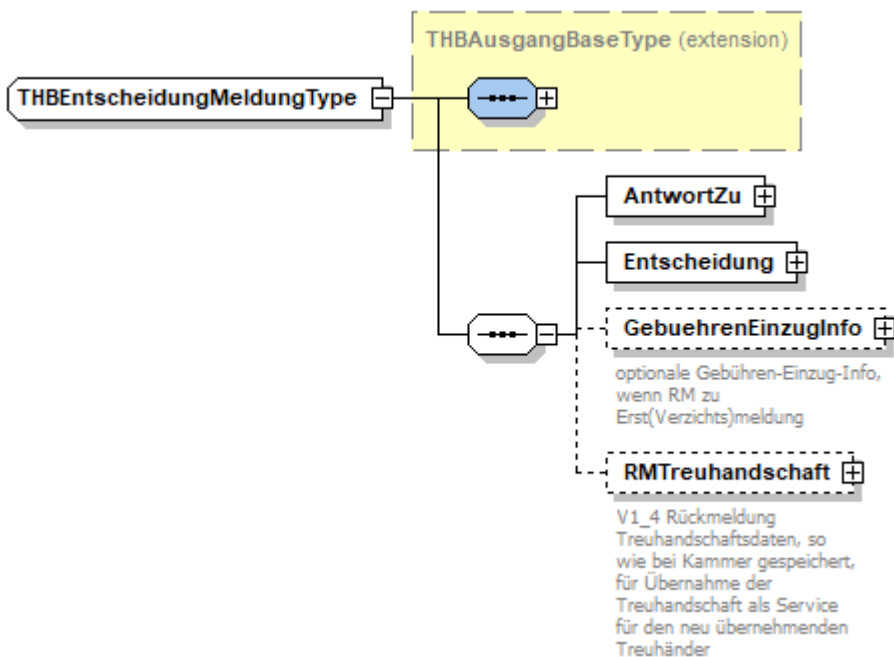 THBAusgangBaseType (extension)
THBEntscheidungMeldungType
AntwortZu
Entscheidung
GebuehrenEinzugInfo
optionale Gebühren-Einzug-Info,
wenn RM zu
Erst(Verzichts)meldung
RMTreuhandschaft
V1_4 Rückmeldung
Treuhandschaftsdaten, so
wie bei Kammer gespeichert,
für Übernahme der
Treuhandschaft als Service
für den neu übernehmenden
Treuhänder